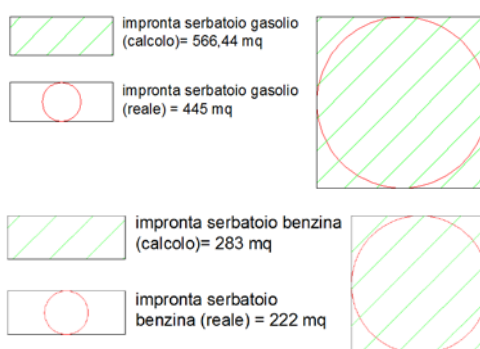 impronta serbatoio gasolio
(calcolo)= 566,44 mq
impronta serbatoio gasolio
(reale) = 445 mq
impronta serbatoio benzina
(calcolo)= 283 mq
impronta serbatoio
benzina (reale) = 222 mq